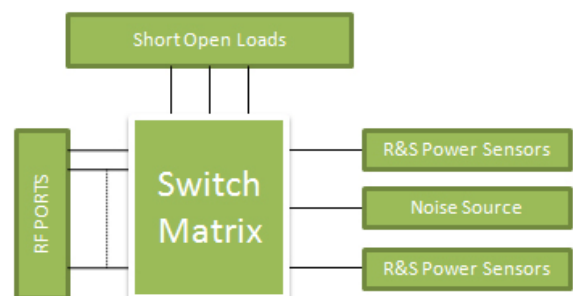 Short Open Loads
RF PORTS
Switch
Matrix
R&S Power Sensors
Noise Source
R&S Power Sensors